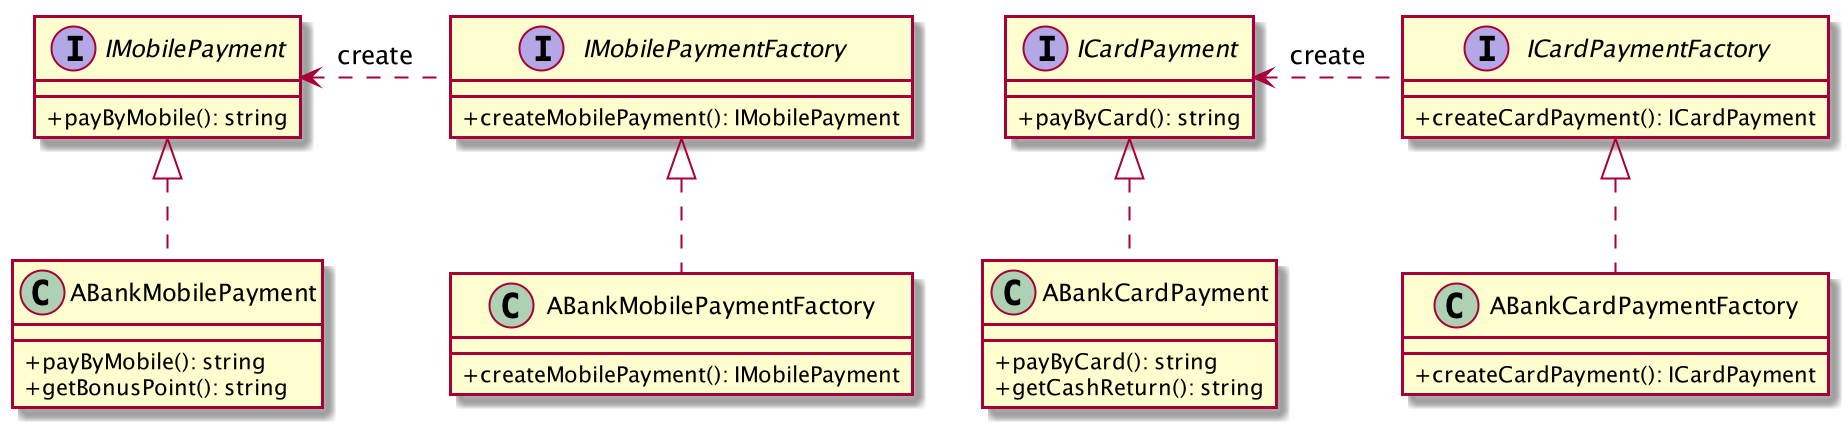 I IMobilePayment
+payByMobile(): string
create
I IMobilePaymentFactory
+createMobilePayment(): IMobilePayment
I ICardPayment
+payByCard(): string
create
I ICardPaymentFactory
+createCardPayment(): ICardPayment
C ABankMobilePayment
+payByMobile(): string
+getBonusPoint(): string
C ABankMobilePaymentFactory
+createMobilePayment(): IMobilePayment
C ABankCardPayment
+payByCard(): string
+getCashReturn(): string
C ABankCardPaymentFactory
+createCardPayment(): ICardPayment